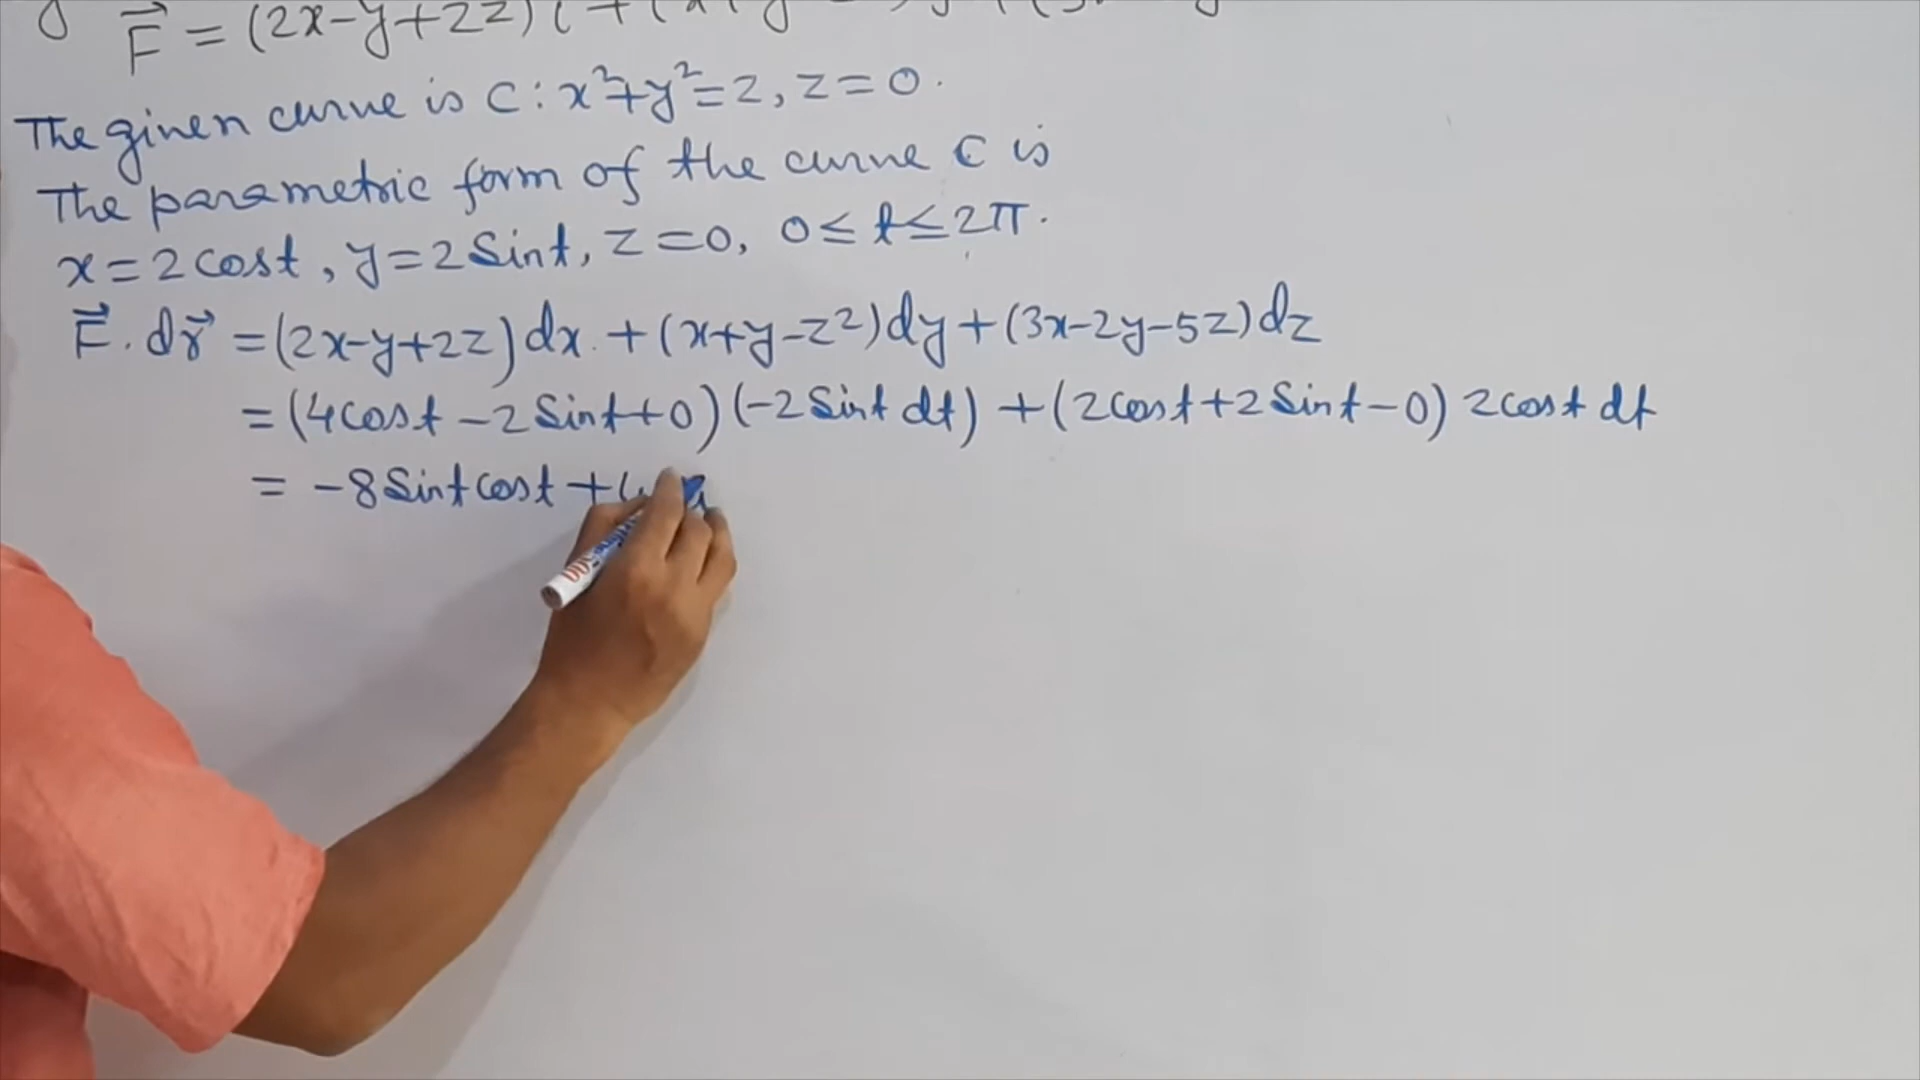 F⃗ = (2x-y+2z)i + (x+y
The given curve is C: x²+y²=2, z=0.
The parametric form of the curve C is
x=2cost, y=2Sint, z=0, 0≤t≤2π.
F⃗.dr⃗ =(2x-y+2z)dx.+(x+y-z²)dy+(3x-2y-5z)dz
=(4cost-2Sint+0)(-2Sint dt)+(2cost+2Sint-0)2cost dt
= -8Sintcost+